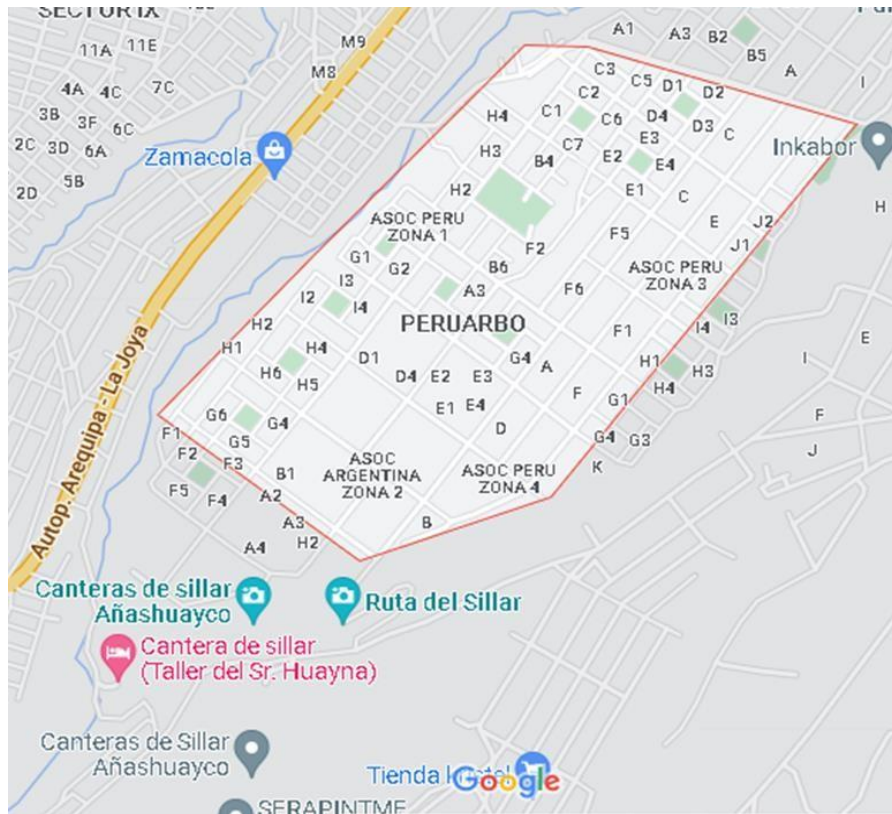 SECTOR IX
11A 11E
4A 4C 7C
3B 3F 6C
2C 3D 6A
5B
2D
M9
M8
Zamacola
Autop. Arequipa - La Joya
A1 A3 B2
B5
A
I
Inkabor
H
C3
C5 D1 D2
C2
C1 C6 D4 D3 C
H4
C7 E3
H3 B4 E2 E4
H2 E1 C
ASOC PERU
ZONA 1
E J2
F2 F5 J1
G1 G2 B6
ASOC PERU
ZONA 3
I3 A3 F6
I2 I4
PERUARBO
H2 F1 I4 I3
H1 H4 D1 G4 A H1 H3
H6 H5 D4 E2 E3 H4
F G1
E1 E4
G6 G4 D
G5 G4 G3
F1
F2 F3
B1
ASOC
ARGENTINA
ZONA 2
ASOC PERU
ZONA 4
K
F5 F4 A2
A3 B
A4 H2
E
I
F
J
Canteras de sillar
Añashuayco
Ruta del Sillar
Cantera de sillar
(Taller del Sr. Huayna)
Canteras de Sillar
Añashuayco
Tienda
Google
SERAPINTME